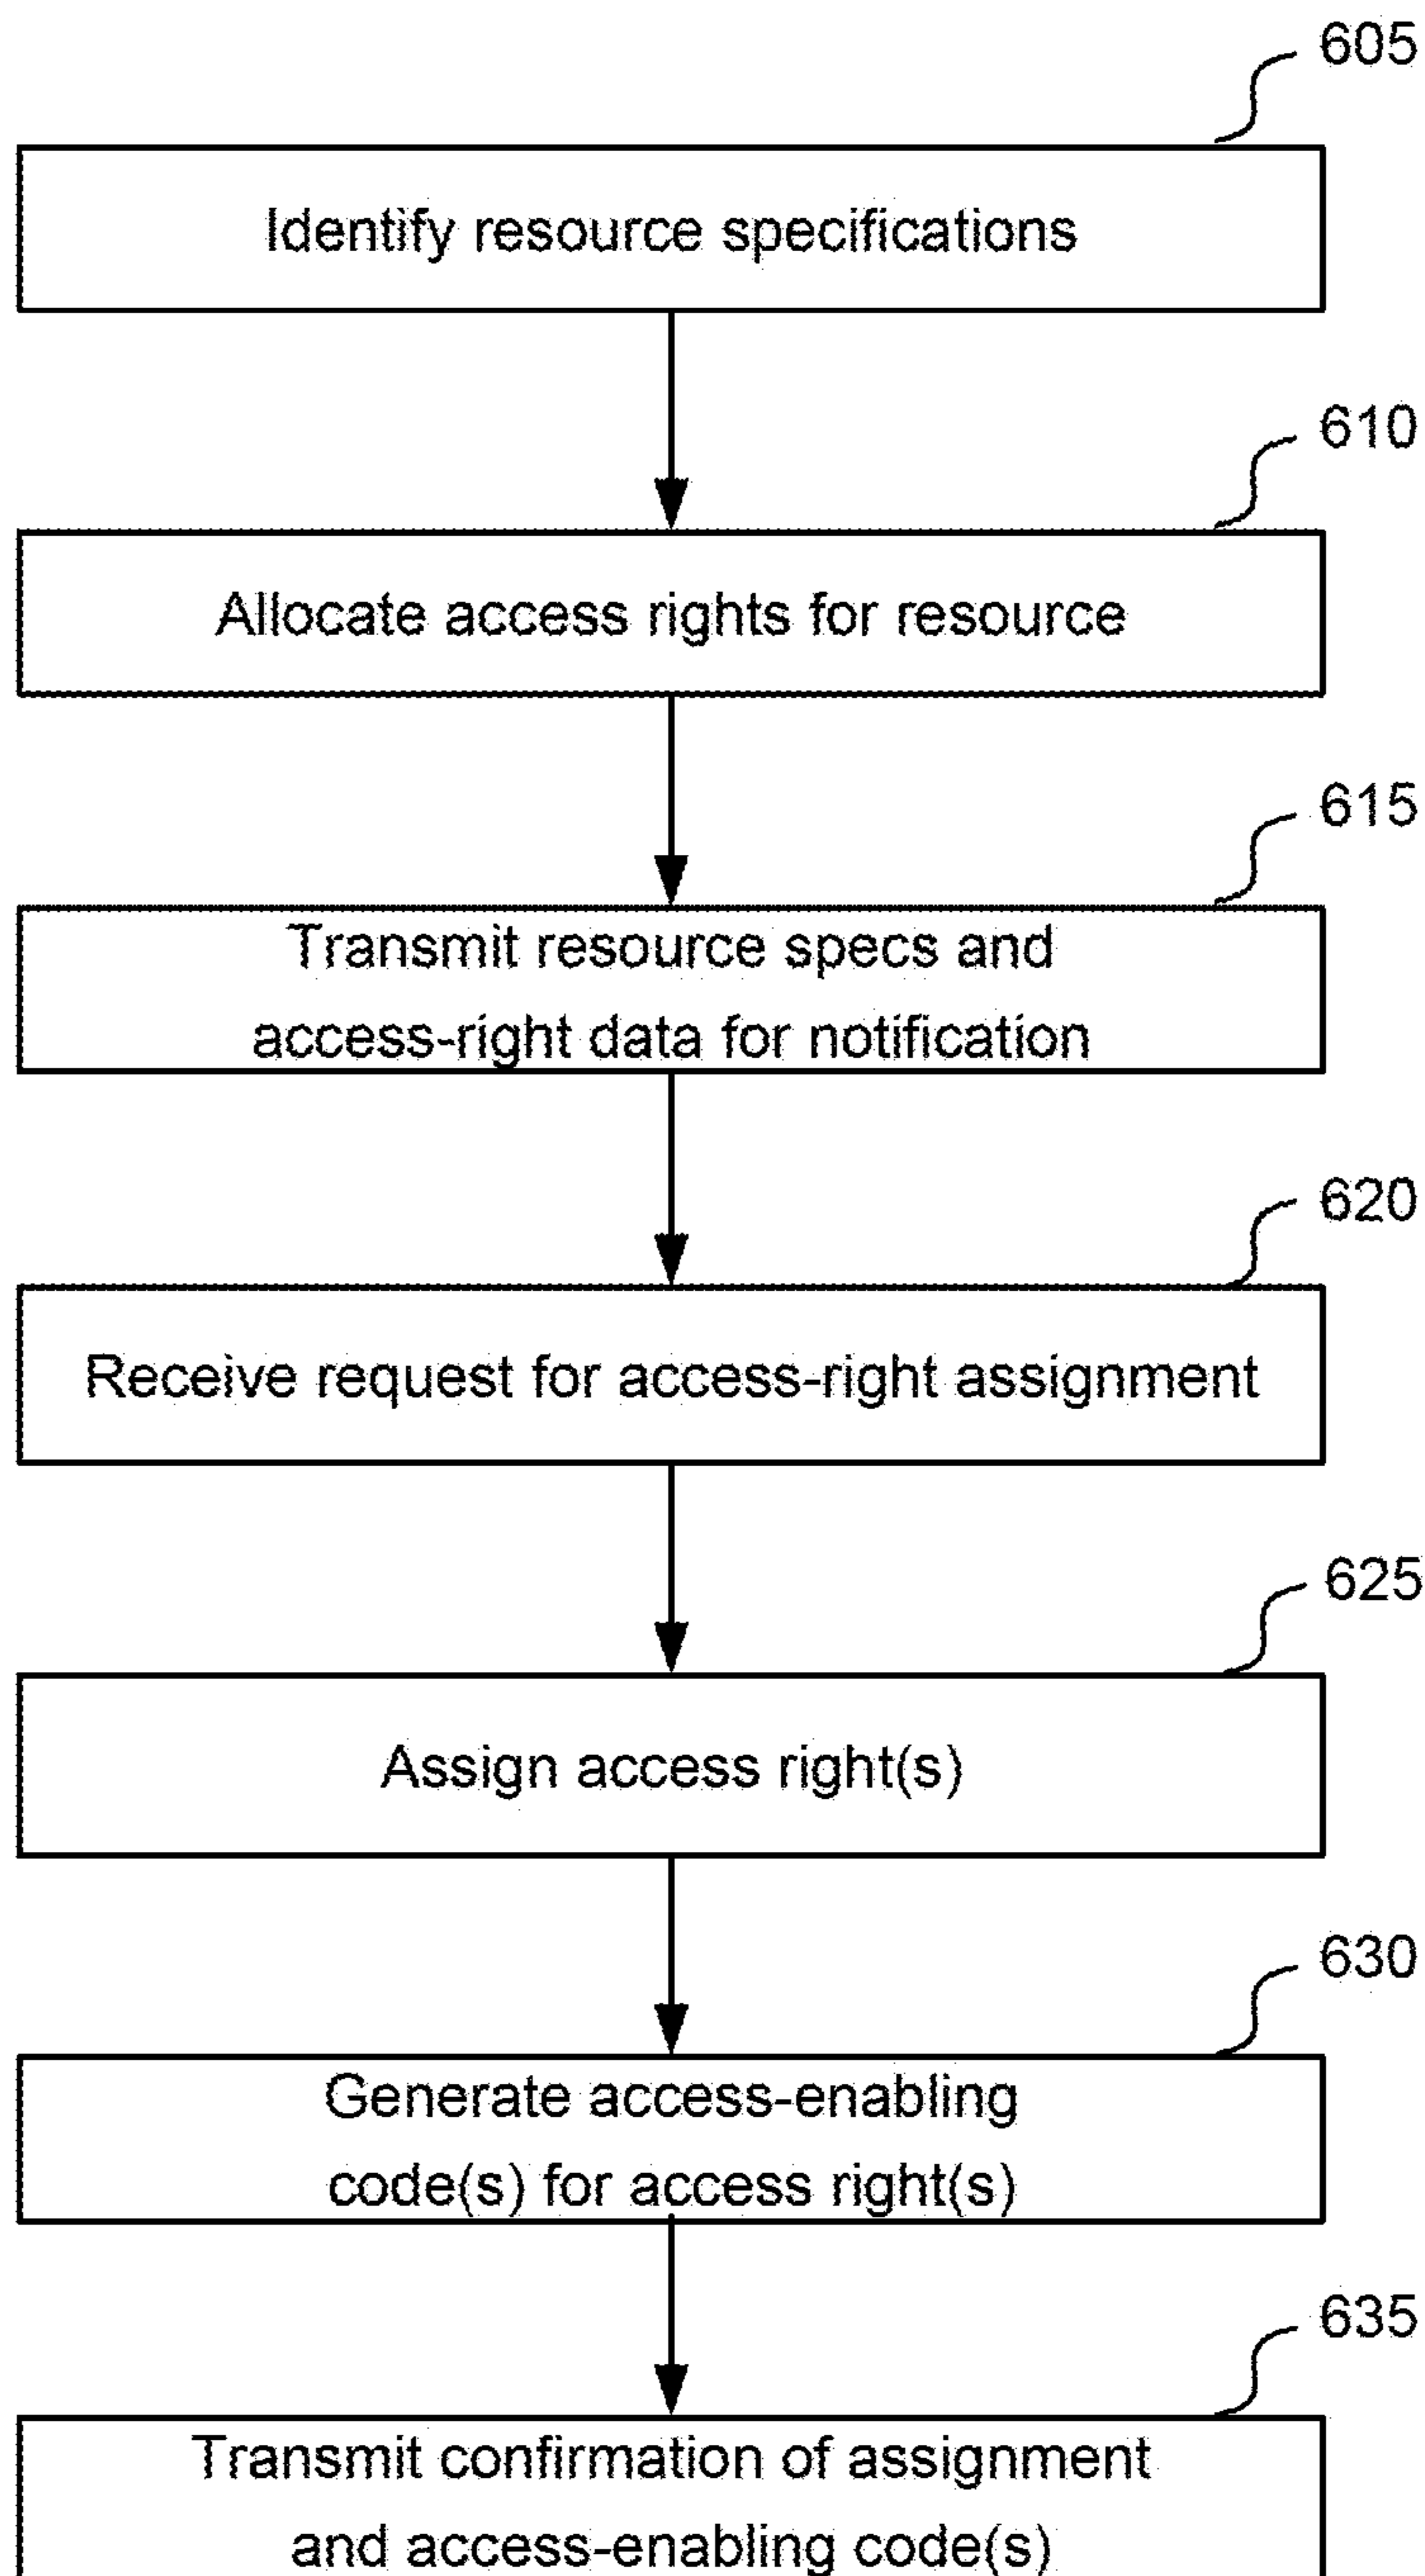 605
Identify resource specifications
610
Allocate access rights for resource
615
Transmit resource specs and
access-right data for notification
620
Receive request for access-right assignment
625
Assign access right(s)
630
Generate access-enabling
code(s) for access right(s)
635
Transmit confirmation of assignment
and access-enabling code(s)